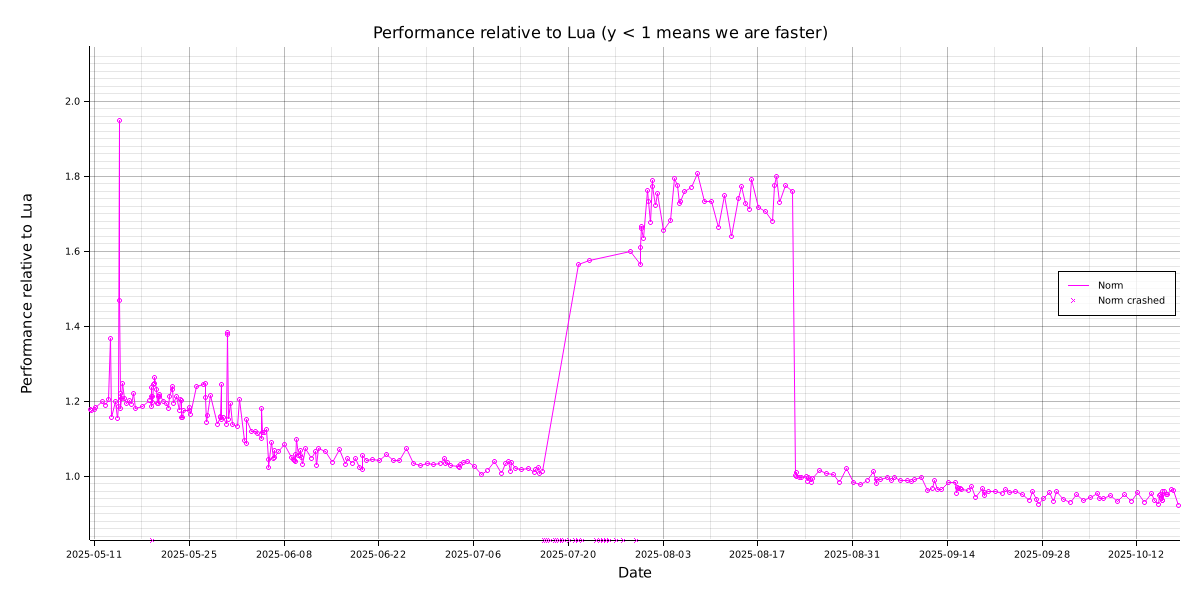 Performance relative to Lua (y < 1 means we are faster)
Performance relative to Lua
2.0
1.8
1.6
1.4
1.2
1.0
Norm
Norm crashed
2025-05-11 2025-05-25 2025-06-08 2025-06-22 2025-07-06 2025-07-20 2025-08-03 2025-08-17 2025-08-31 2025-09-14 2025-09-28 2025-10-12
Date